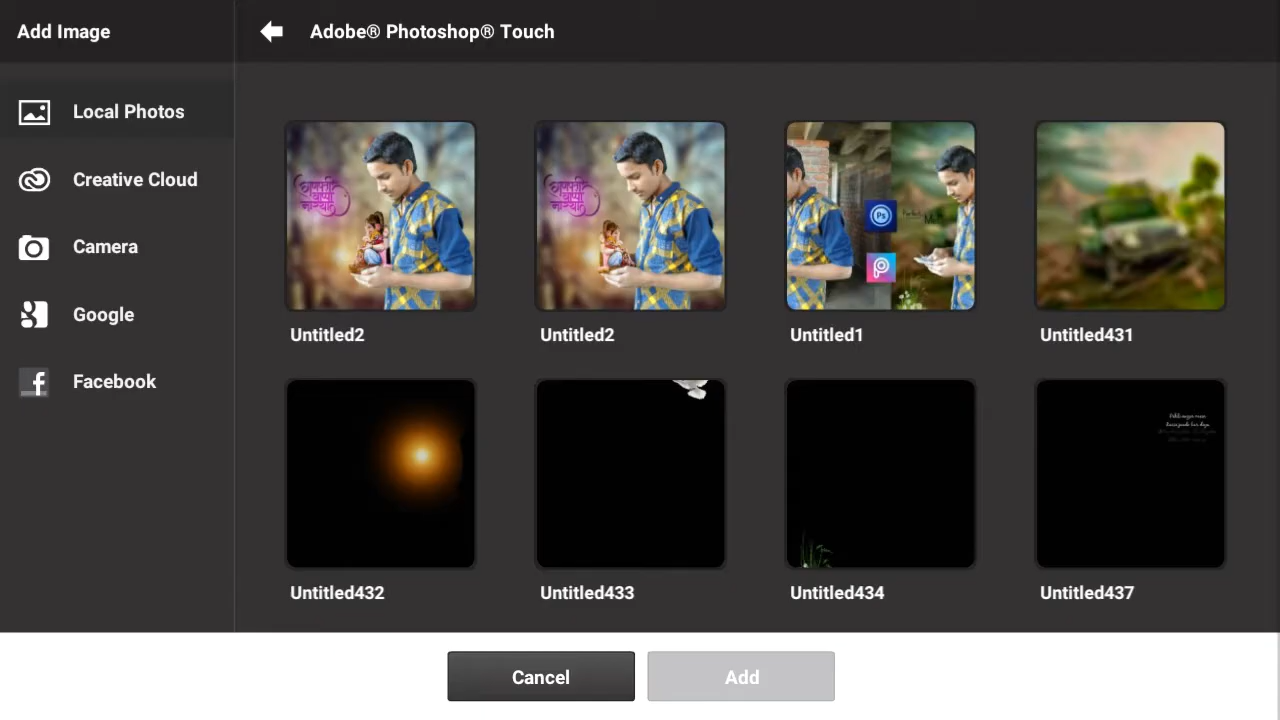 Add Image
Adobe® Photoshop® Touch
Local Photos
Creative Cloud
Camera
Google
Facebook
Untitled2
Untitled2
Untitled1
Untitled431
Ps
Untitled432
Untitled433
Untitled434
Untitled437
Cancel
Add